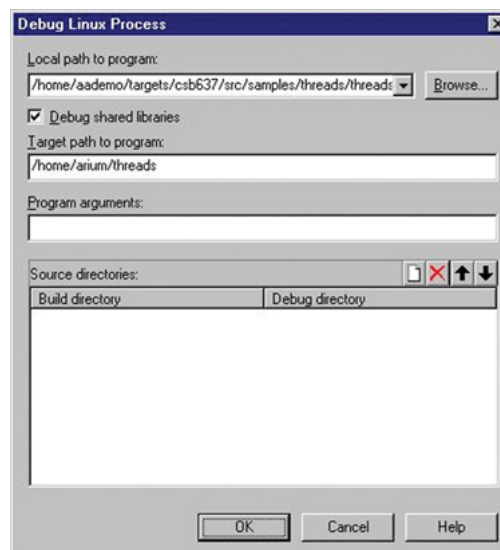 Debug Linux Process
Local path to program:
/home/aademo/targets/csb637/src/samples/threads/threads
Browse...
Debug shared libraries
Target path to program:
/home/arium/threads
Program arguments:
Source directories:
Build directory
Debug directory
OK
Cancel
Help